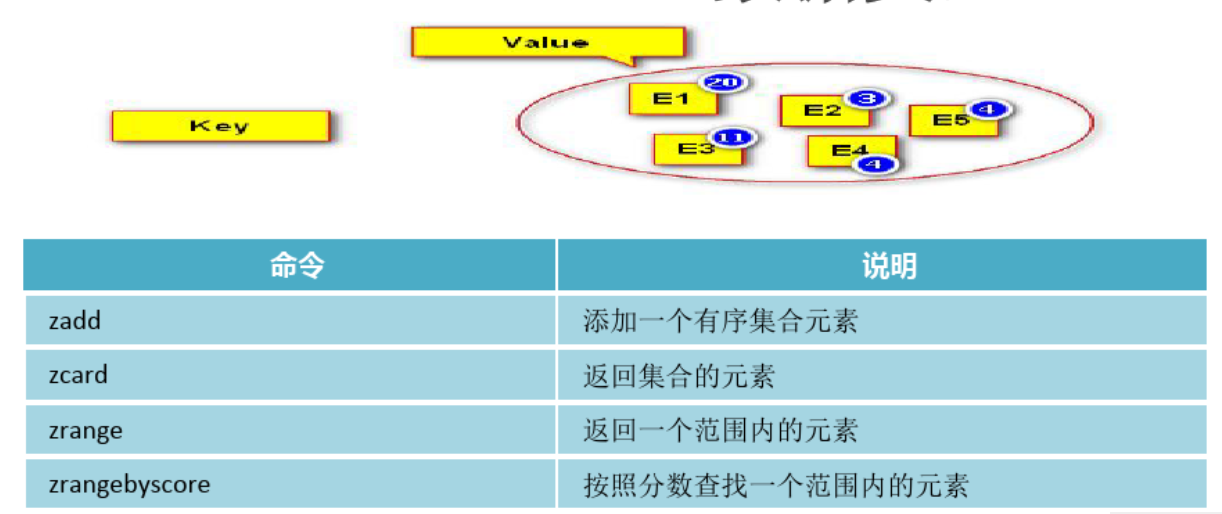 Value
E1 20
E2 3
E5 4
Key
E3 11
E4 4
命令 说明
zadd 添加一个有序集合元素
zcard 返回集合的元素
zrange 返回一个范围内的元素
zrangebyscore 按照分数查找一个范围内的元素